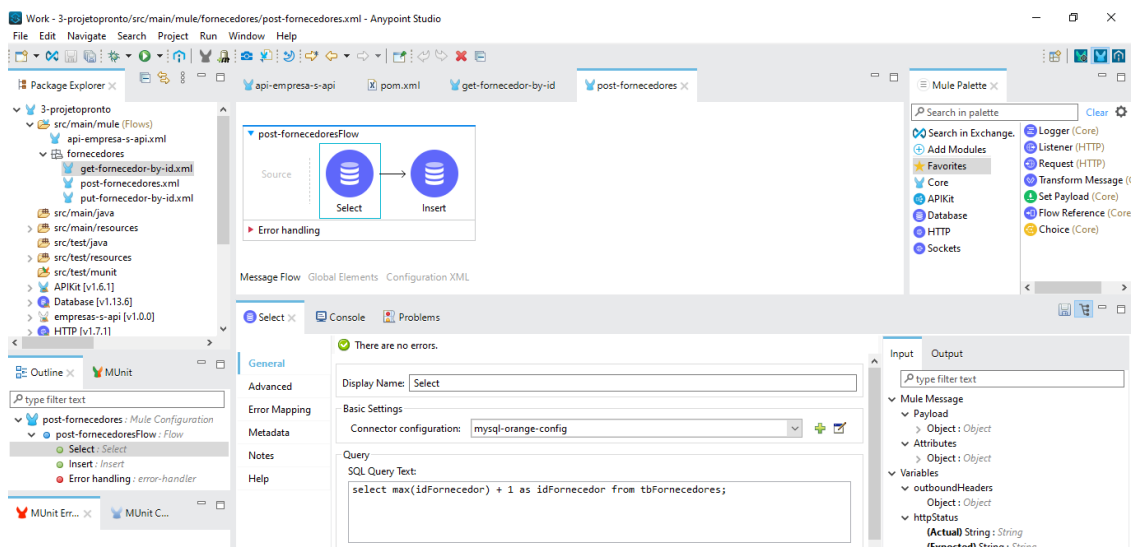 Work - 3-projetopronto/src/main/mule/fornecedores/post-fornecedores.xml - Anypoint Studio
File Edit Navigate Search Project Run Window Help
Package Explorer
3-projetopronto
src/main/mule (Flows)
api-empresa-s-api.xml
fornecedores
get-fornecedor-by-id.xml
post-fornecedores.xml
put-fornecedor-by-id.xml
src/main/java
src/main/resources
src/test/java
src/test/resources
src/test/munit
APIKit [v1.6.1]
Database [v1.13.6]
empresas-s-api [v1.0.0]
HTTP [v1.7.1]
Outline
MUnit
type filter text
post-fornecedores : Mule Configuration
post-fornecedoresFlow : Flow
Select : Select
Insert : Insert
Error handling : error-handler
MUnit Err...
MUnit C...
api-empresa-s-api
pom.xml
get-fornecedor-by-id
post-fornecedores
post-fornecedoresFlow
Source
Select
Insert
Error handling
Message Flow Global Elements Configuration XML
Select
Console
Problems
There are no errors.
General
Advanced
Error Mapping
Metadata
Notes
Help
Display Name: Select
Basic Settings
Connector configuration: mysql-orange-config
Query
SQL Query Text:
select max(idFornecedor) + 1 as idFornecedor from tbFornecedores;
Mule Palette
Search in palette
Clear
Search in Exchange.
Add Modules
Favorites
Core
APIKit
Database
HTTP
Sockets
Logger (Core)
Listener (HTTP)
Request (HTTP)
Transform Message (
Set Payload (Core)
Flow Reference (Core
Choice (Core)
Input Output
type filter text
Mule Message
Payload
Object : Object
Attributes
Object : Object
Variables
outboundHeaders
Object : Object
httpStatus
(Actual) String : String
(Expected) String : String